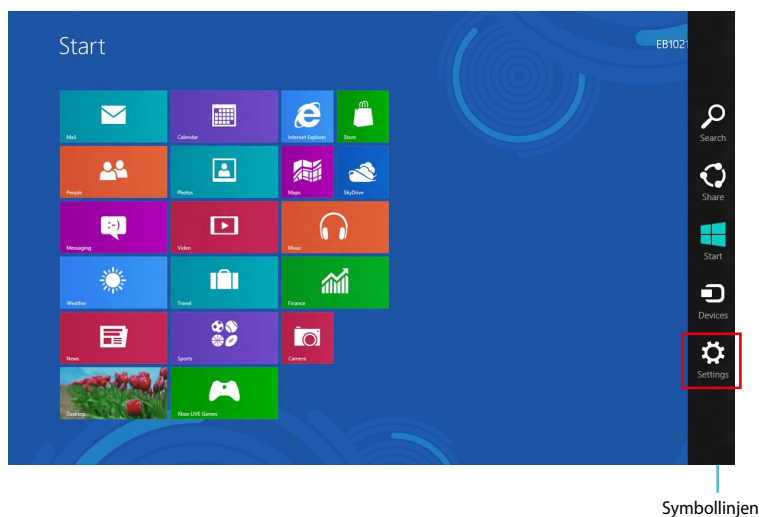 Start
EB1021
Mail
Calendar
Internet Explorer
Store
People
Photos
Maps
SkyDrive
Messaging
Video
Music
Weather
Travel
Finance
News
Sports
Camera
Desktop
Xbox LIVE Games
Search
Share
Start
Devices
Settings
Symbollinjen